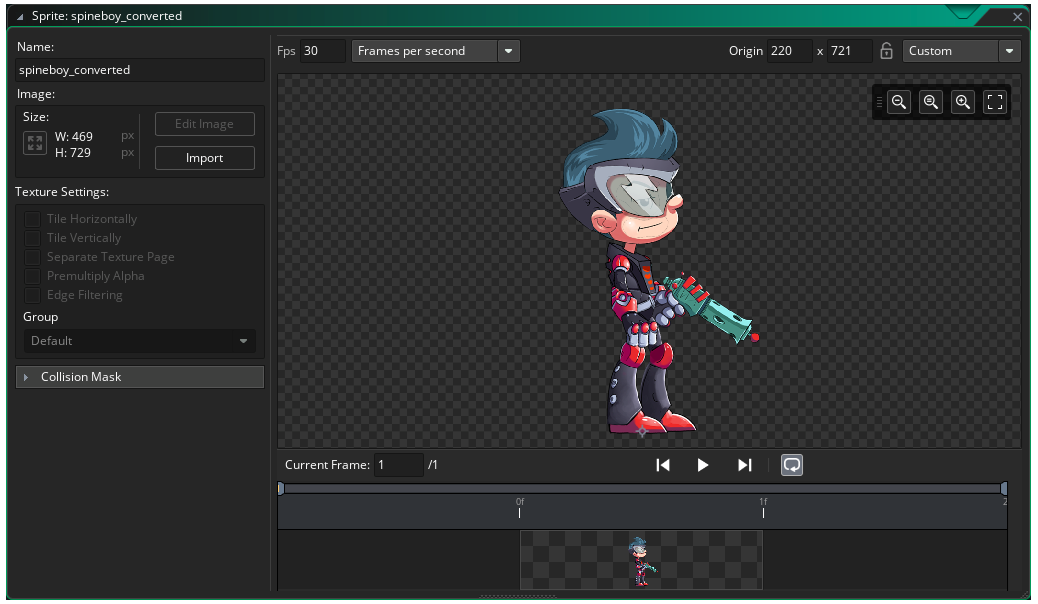 Sprite: spineboy_converted
Name:
spineboy_converted
Image:
Size:
W: 469 px
H: 729 px
Edit Image
Import
Texture Settings:
Tile Horizontally
Tile Vertically
Separate Texture Page
Premultiply Alpha
Edge Filtering
Group
Default
Collision Mask
Fps 30 Frames per second Origin 220 x 721 Custom
Current Frame: 1 /1
0f 1f 2